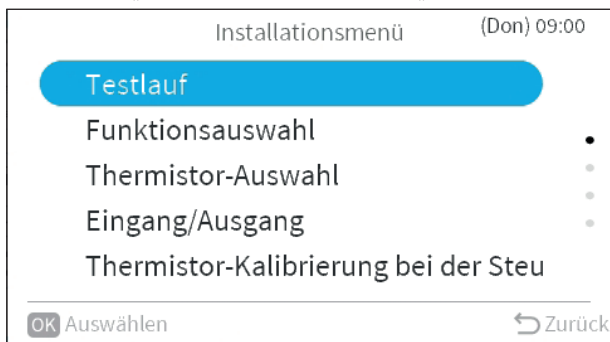 Installationsmenü (Don) 09:00
Testlauf
Funktionsauswahl
Thermistor-Auswahl
Eingang/Ausgang
Thermistor-Kalibrierung bei der Steu
OK Auswählen Zurück